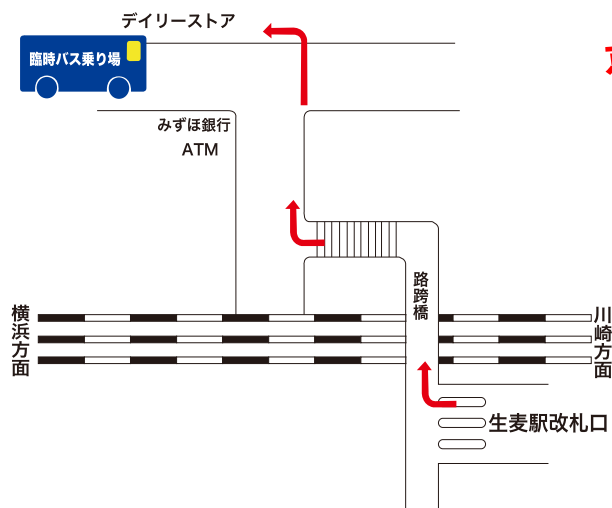 デイリーストア
臨時バス乗り場
みずほ銀行
ATM
路跨橋
横浜方面
川崎方面
生麦駅改札口